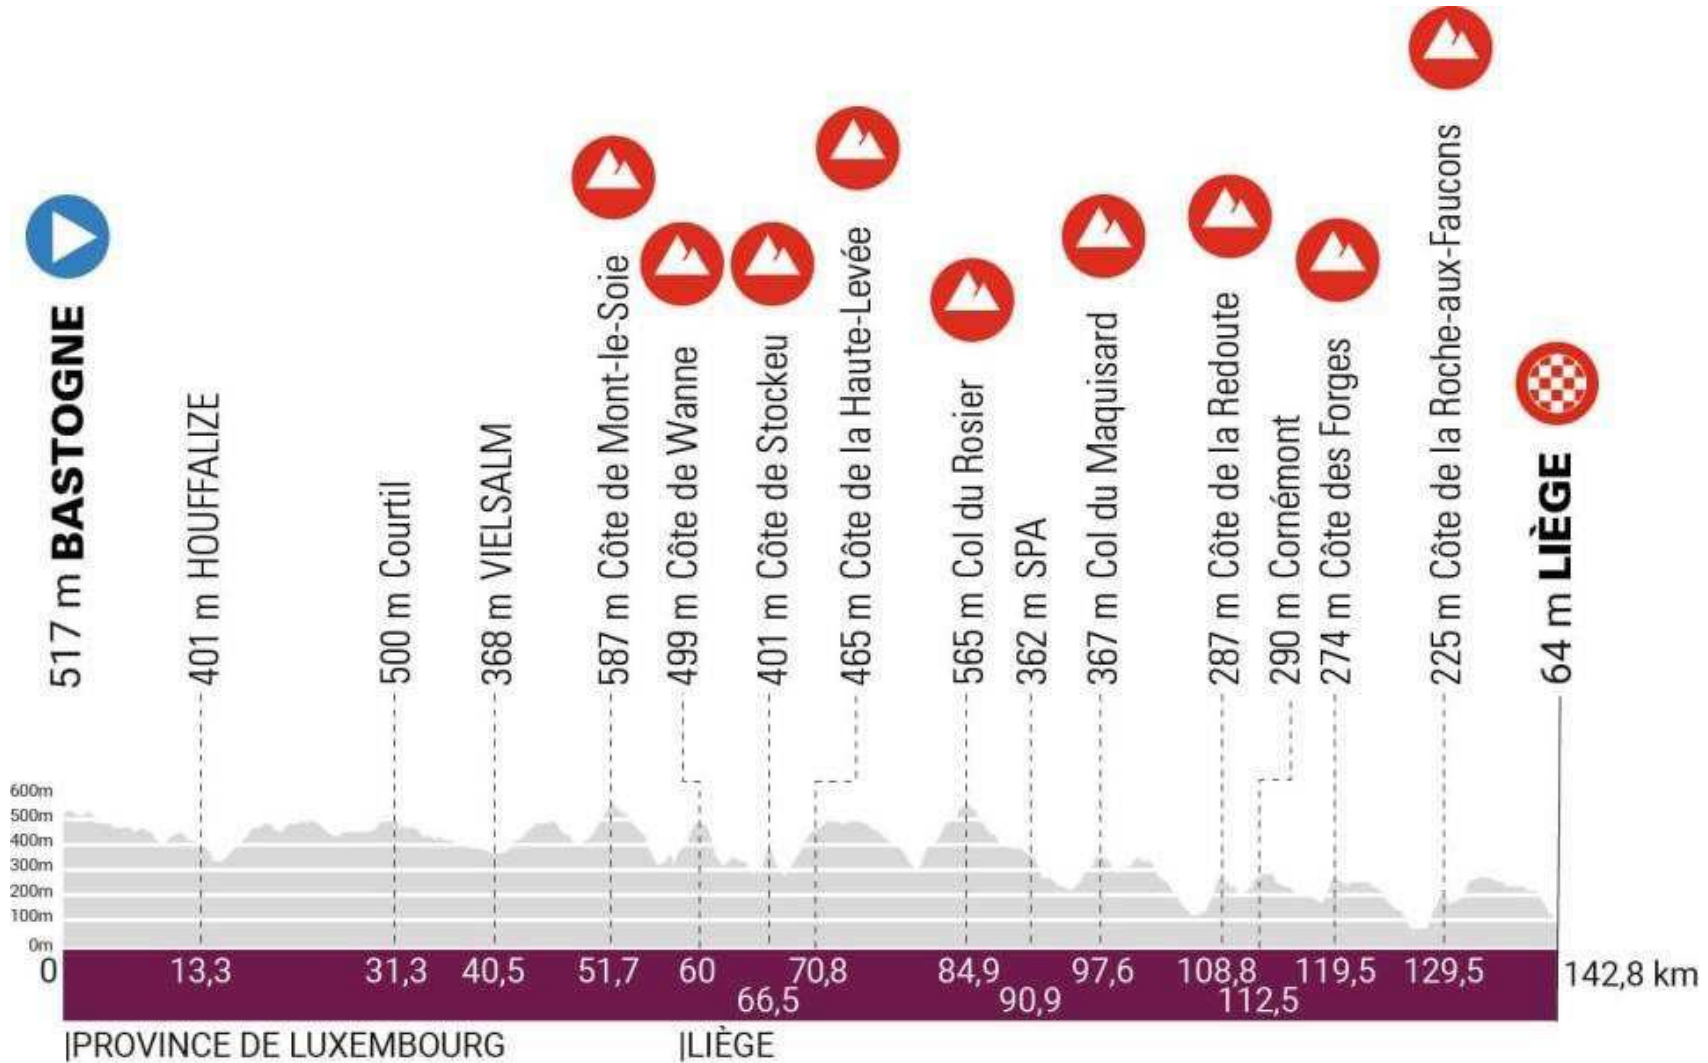 517 m BASTOGNE
401 m HOUFFALIZE
500 m Courtil
368 m VIELSALM
587 m Côte de Mont-le-Soie
499 m Côte de Wanne
401 m Côte de Stockeu
465 m Côte de la Haute-Levée
565 m Col du Rosier
362 m SPA
367 m Col du Maquisard
287 m Côte de la Redoute
290 m Cornémont
274 m Côte des Forges
225 m Côte de la Roche-aux-Faucons
64 m LIÈGE
600m
500m
400m
300m
200m
100m
0m
0 13,3 31,3 40,5 51,7 60 70,8 84,9 97,6 108,8 119,5 129,5 142,8 km
66,5 90,9 112,5
|PROVINCE DE LUXEMBOURG |LIÈGE